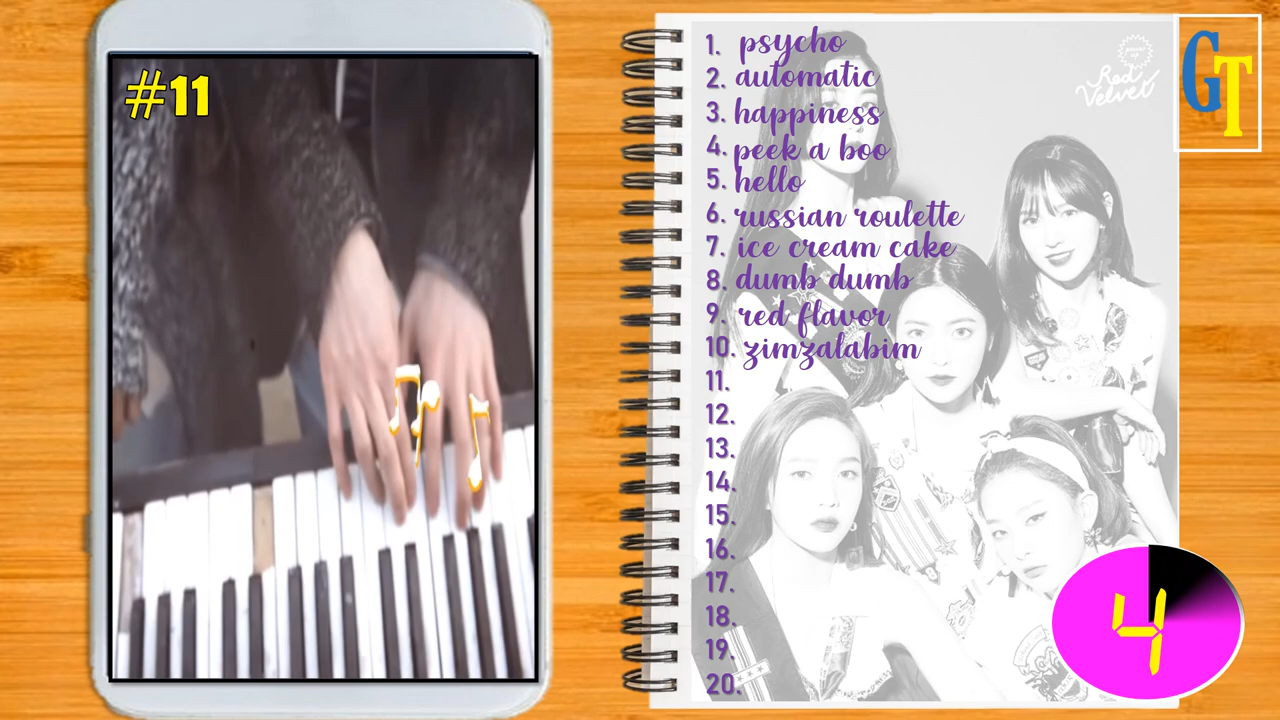 #11
1. psycho
2. automatic
3. happiness
4. peek a boo
5. hello
6. russian roulette
7. ice cream cake
8. dumb dumb
9. red flavor
10. zimzalabim
11.
12.
13.
14.
15.
16.
17.
18.
19.
20.
Red Velvet
GT
4